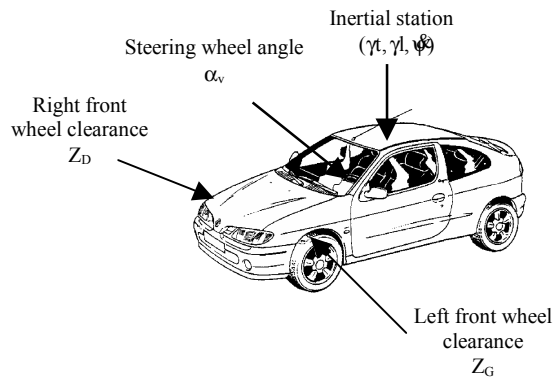 Inertial station
(γt, γl, ψ&)
Steering wheel angle
αv
Right front
wheel clearance
ZD
Left front wheel
clearance
ZG